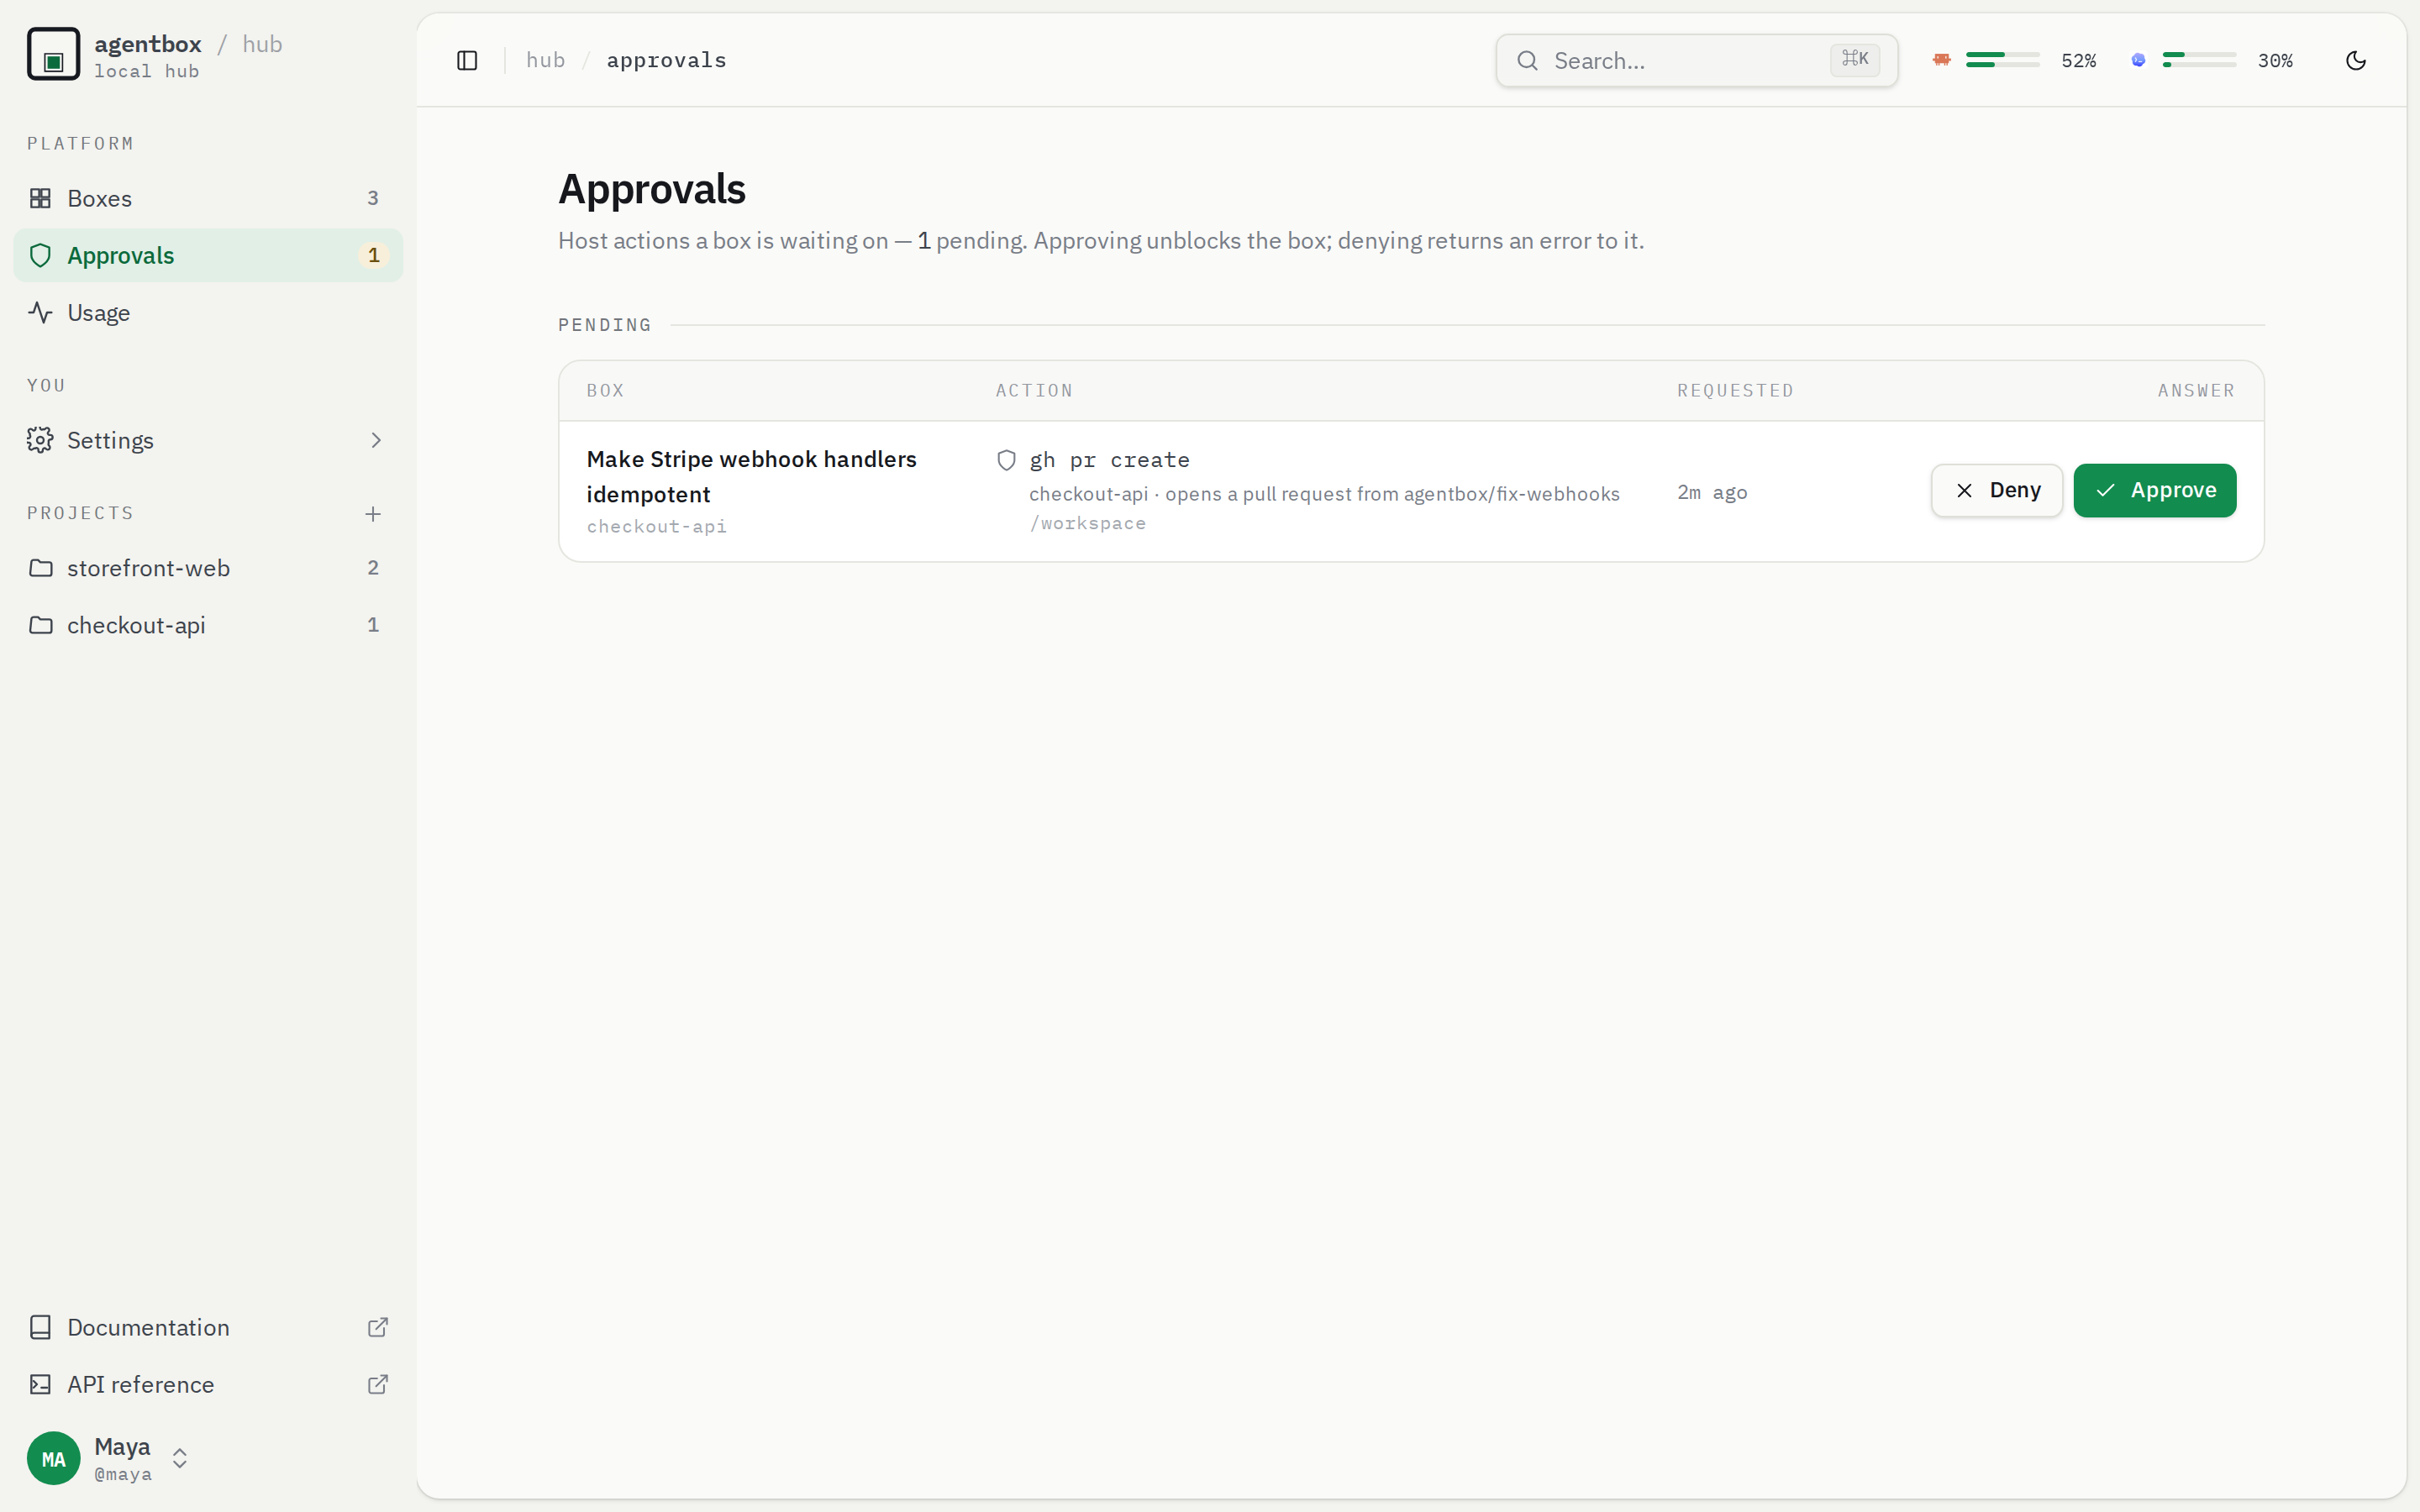 agentbox / hub
local hub
PLATFORM
Boxes 3
Approvals 1
Usage
YOU
Settings
PROJECTS
storefront-web 2
checkout-api 1
Documentation
API reference
MA
Maya
@maya
hub / approvals
Search... ⌘K
52%
30%
Approvals
Host actions a box is waiting on — 1 pending. Approving unblocks the box; denying returns an error to it.
PENDING
BOX ACTION REQUESTED ANSWER
Make Stripe webhook handlers
idempotent
checkout-api
gh pr create
checkout-api · opens a pull request from agentbox/fix-webhooks
/workspace
2m ago
Deny
Approve